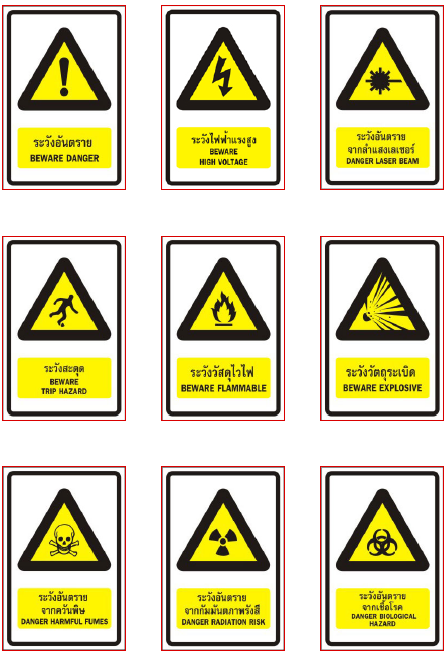 ระวังอันตราย
BEWARE DANGER
ระวังไฟฟ้าแรงสูง
BEWARE
HIGH VOLTAGE
ระวังอันตราย
จากลำแสงเลเซอร์
DANGER LASER BEAM
ระวังสะดุด
BEWARE
TRIP HAZARD
ระวังวัสดุไวไฟ
BEWARE FLAMMABLE
ระวังวัตถุระเบิด
BEWARE EXPLOSIVE
ระวังอันตราย
จากควันพิษ
DANGER HARMFUL FUMES
ระวังอันตราย
จากกัมมันตภาพรังสี
DANGER RADIATION RISK
ระวังอันตราย
จากเชื้อโรค
DANGER BIOLOGICAL
HAZARD